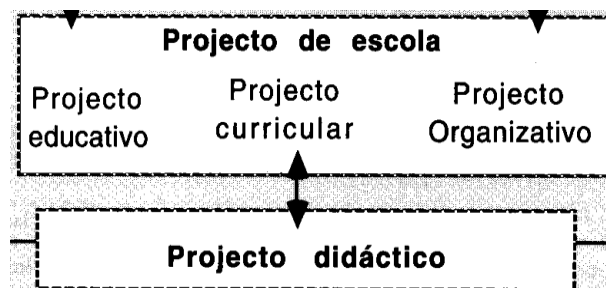 Projecto de escola
Projecto educativo
Projecto curricular
Projecto Organizativo
Projecto didáctico